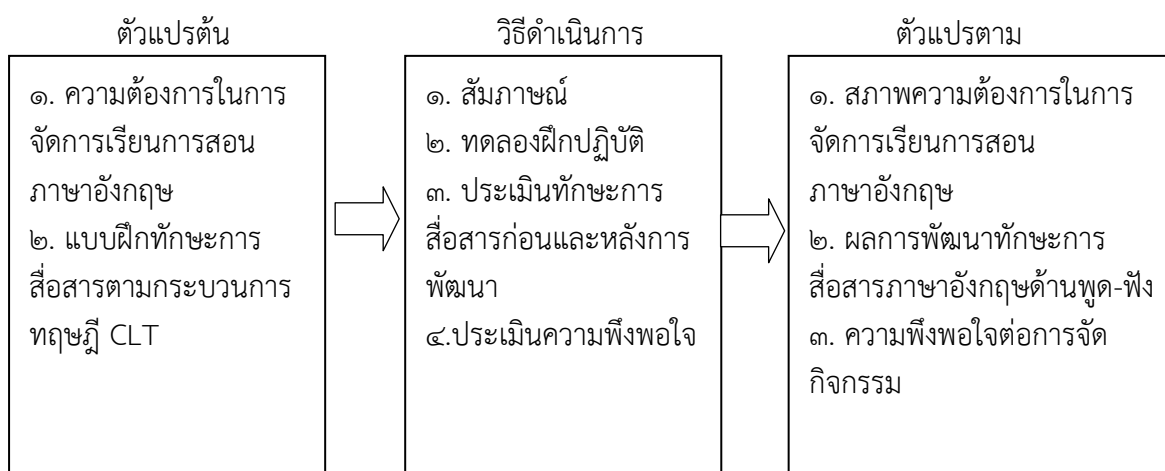 ตัวแปรต้น
๑. ความต้องการในการ
จัดการเรียนการสอน
ภาษาอังกฤษ
๒. แบบฝึกทักษะการ
สื่อสารตามกระบวนการ
ทฤษฎี CLT
วิธีดำเนินการ
๑. สัมภาษณ์
๒. ทดลองฝึกปฏิบัติ
๓. ประเมินทักษะการ
สื่อสารก่อนและหลังการ
พัฒนา
๔.ประเมินความพึงพอใจ
ตัวแปรตาม
๑. สภาพความต้องการในการ
จัดการเรียนการสอน
ภาษาอังกฤษ
๒. ผลการพัฒนาทักษะการ
สื่อสารภาษาอังกฤษด้านพูด-ฟัง
๓. ความพึงพอใจต่อการจัด
กิจกรรม